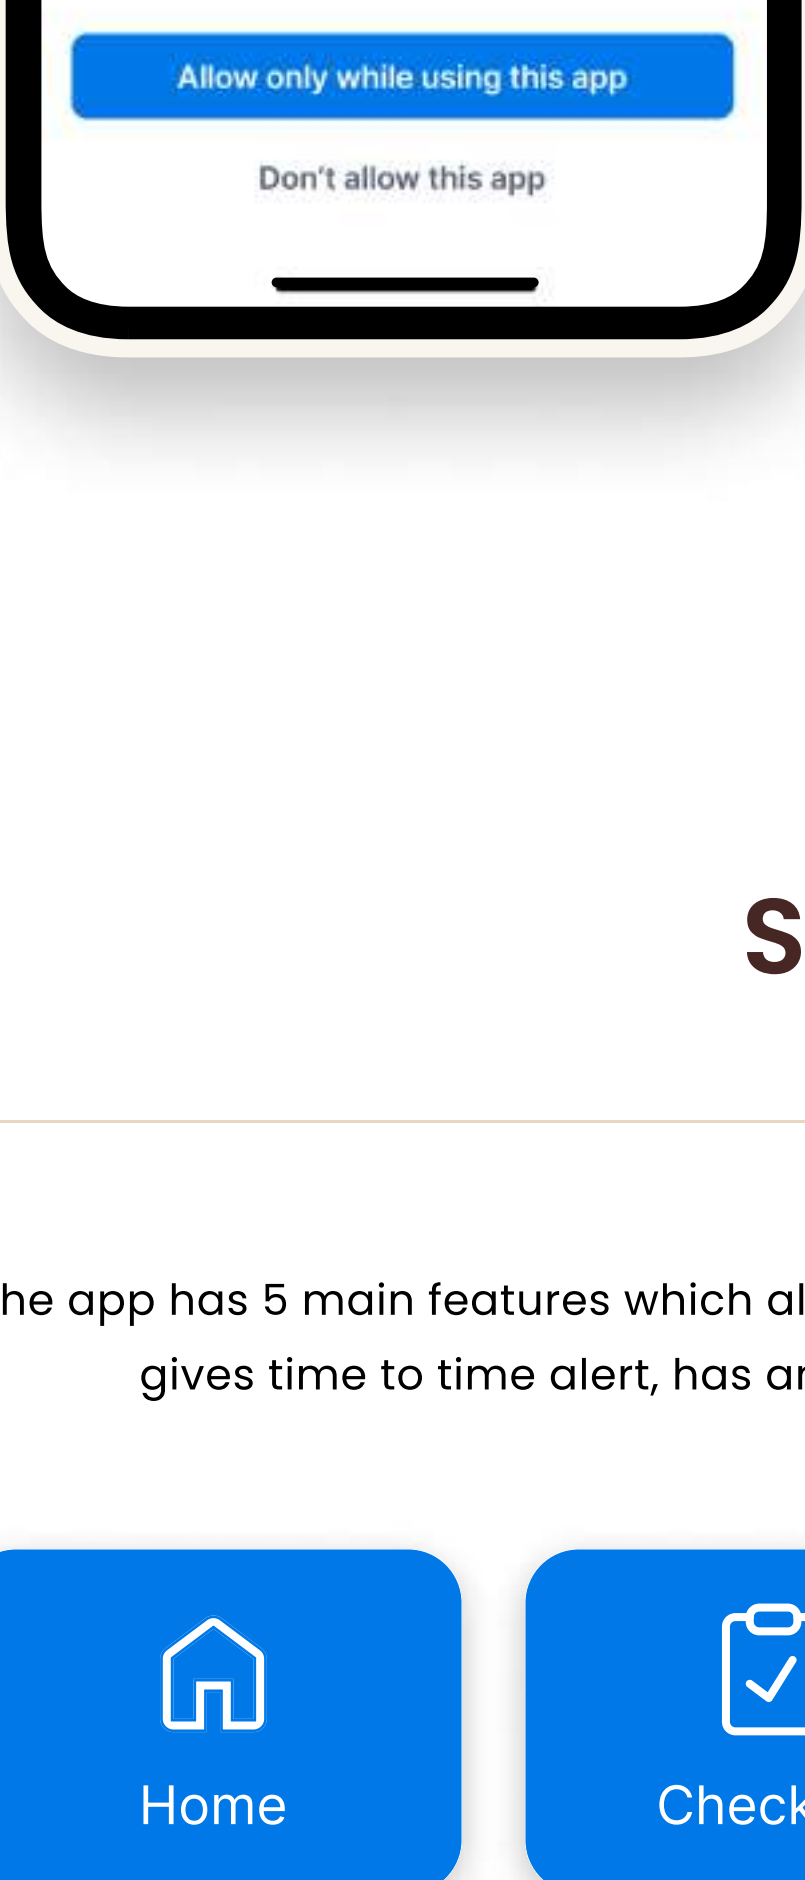 Allow only while using this app
Don't allow this app
S
he app has 5 main features which al
gives time to time alert, has ar
Home
Check